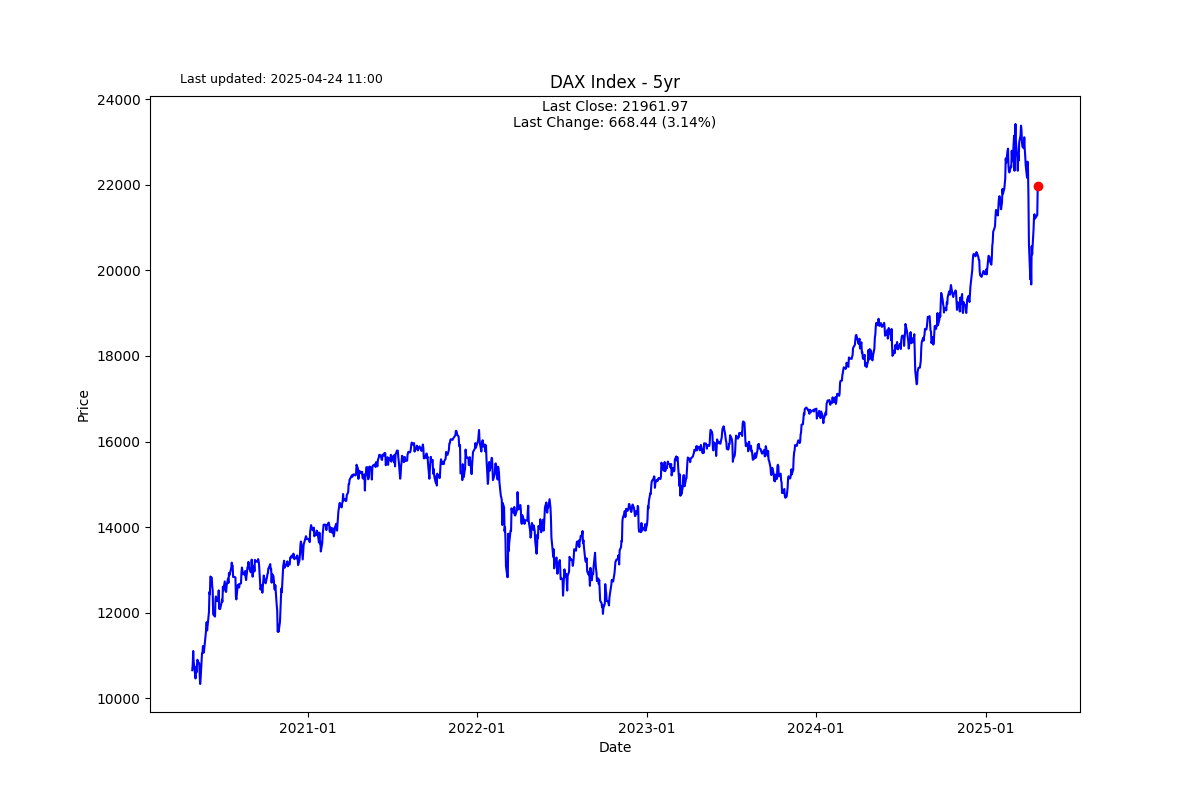 Last updated: 2025-04-24 11:00
DAX Index - 5yr
Last Close: 21961.97
Last Change: 668.44 (3.14%)
24000
22000
20000
18000
16000
14000
12000
10000
Price
2021-01
2022-01
2023-01
2024-01
2025-01
Date